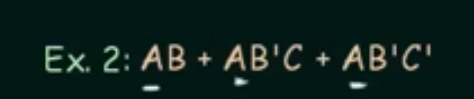 Ex. 2: AB + AB'C + AB'C'